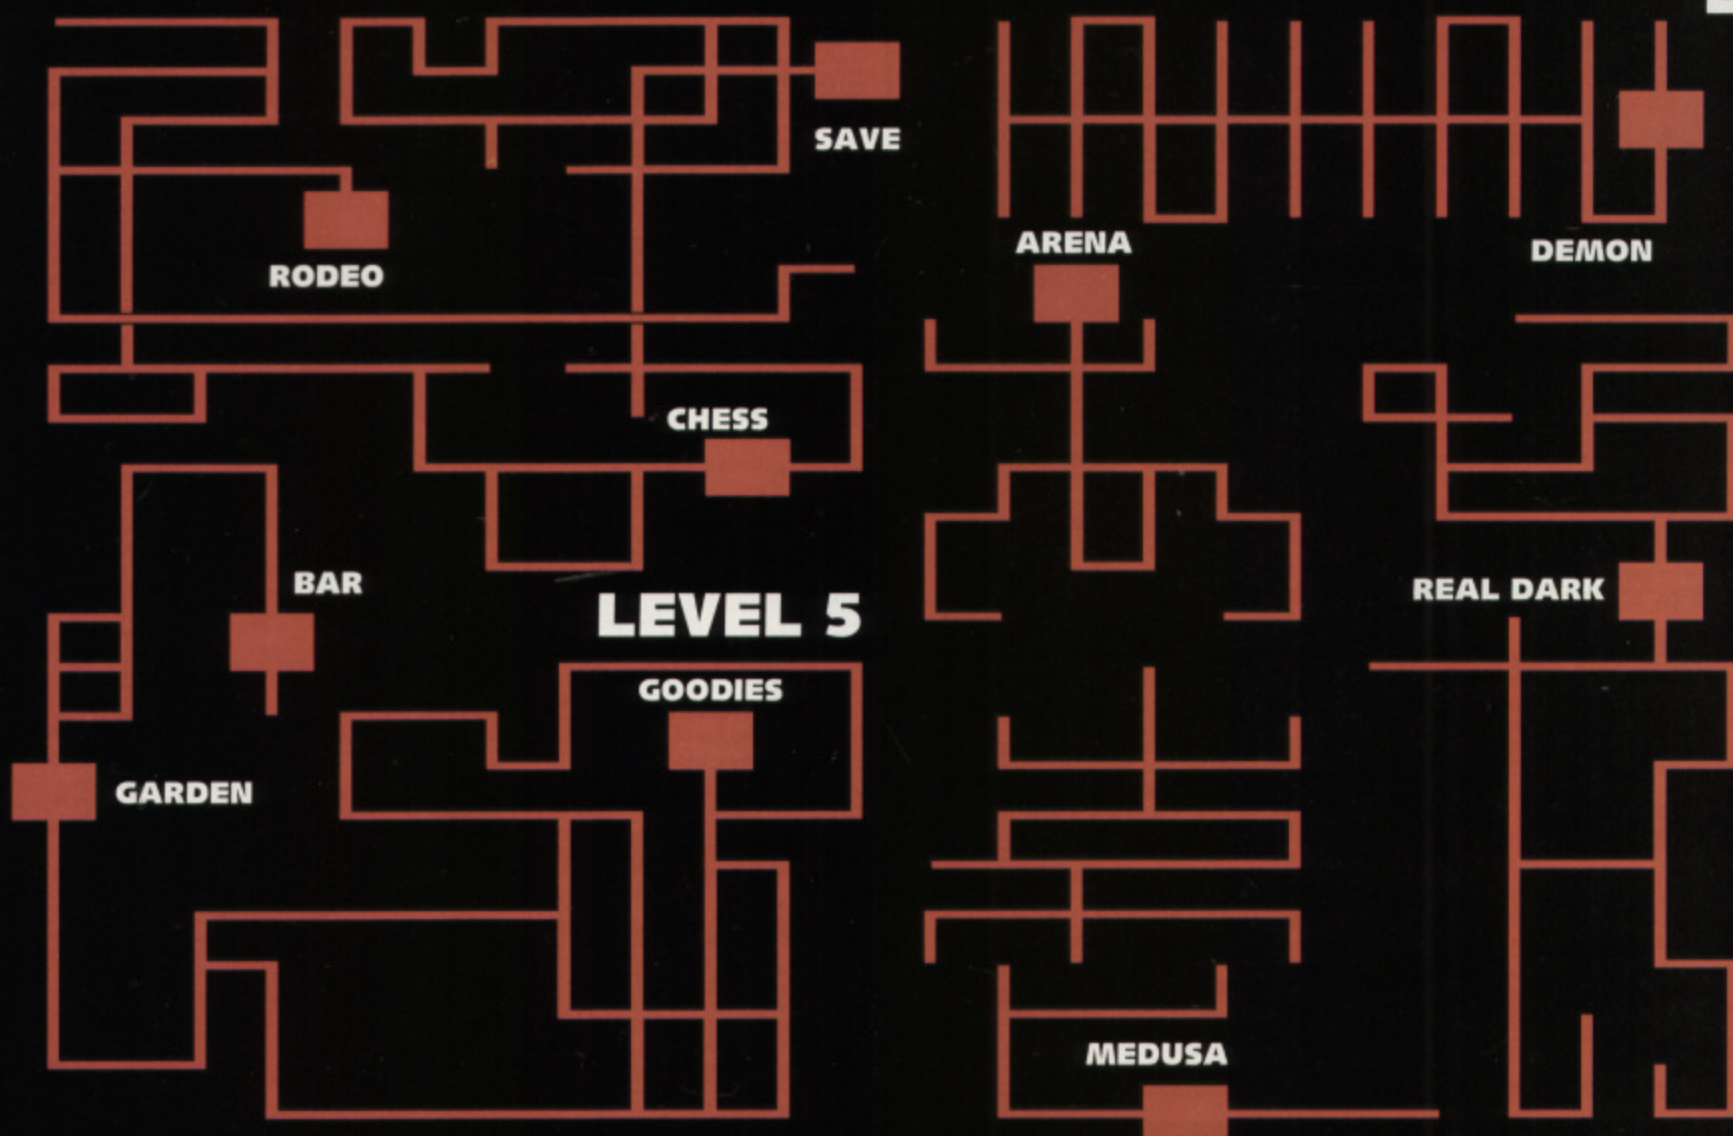 SAVE
ARENA
DEMON
RODEO
CHESS
BAR
REAL DARK
LEVEL 5
GOODIES
GARDEN
MEDUSA